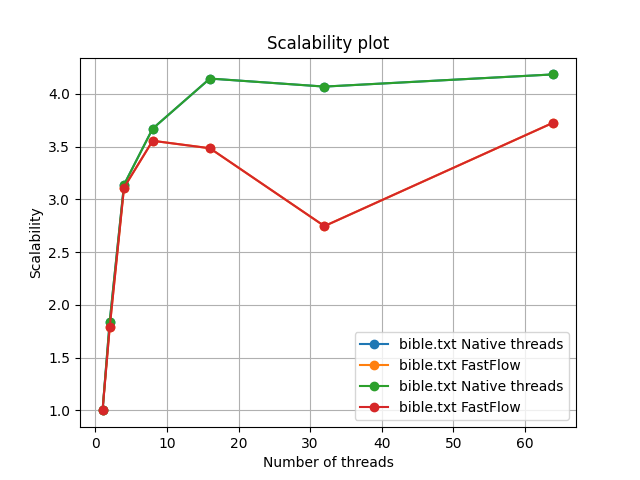 Scalability plot
4.0
3.5
3.0
2.5
2.0
1.5
1.0
Scalability
bible.txt Native threads
bible.txt FastFlow
bible.txt Native threads
bible.txt FastFlow
0 10 20 30 40 50 60
Number of threads